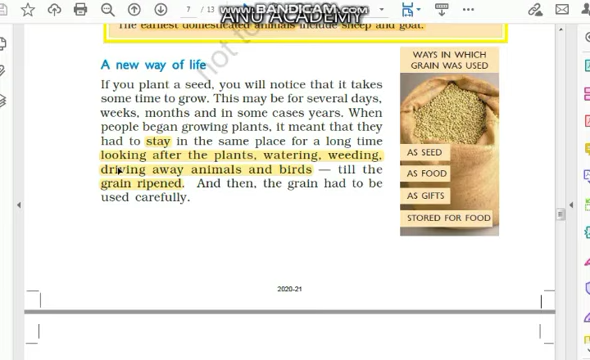 7 / 13
www.BANDICAM.COM
ANU ACADEMY
The earliest domesticated animals include sheep and goat.
not to
A new way of life
If you plant a seed, you will notice that it takes
some time to grow. This may be for several days,
weeks, months and in some cases years. When
people began growing plants, it meant that they
had to stay in the same place for a long time
looking after the plants, watering, weeding,
driving away animals and birds — till the
grain ripened. And then, the grain had to be
used carefully.
WAYS IN WHICH
GRAIN WAS USED
AS SEED
AS FOOD
AS GIFTS
STORED FOR FOOD
2020-21